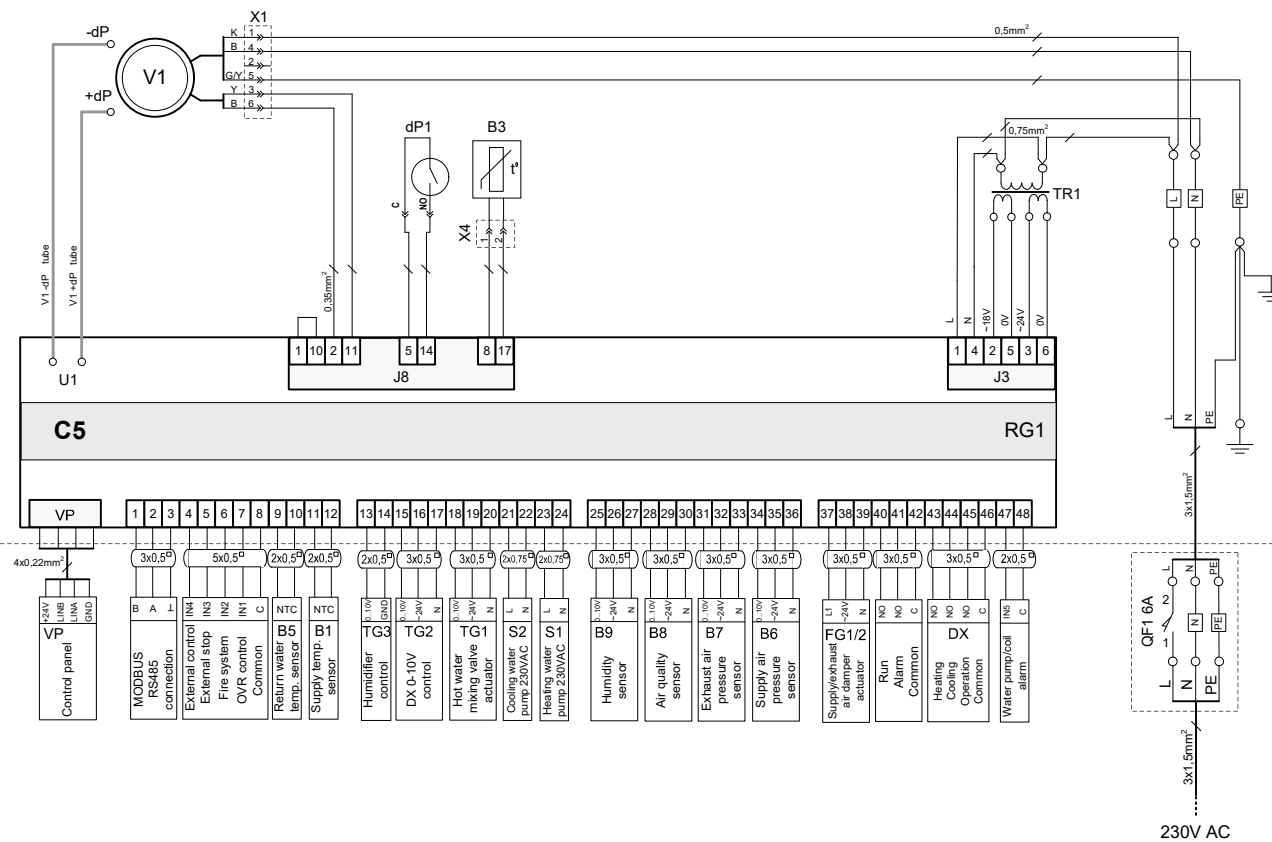 X1
-dP
+dP
V1
K 1
B 4
2
G/Y 5
Y 3
B 6
0,5mm²
dP1
B3
t°
C
NO
X4
1
2
0,75mm²
TR1
L
N
PE
V1 -dP tube
V1 +dP tube
0,35mm²
L
N
~18V
0V
~24V
0V
1 10 2 11 5 14 8 17
J8
1 4 2 5 3 6
J3
U1
C5
RG1
L
N
PE
3x1,5mm²
VP
1 2 3 4 5 6 7 8 9 10 11 12
13 14 15 16 17 18 19 20 21 22 23 24
25 26 27 28 29 30 31 32 33 34 35 36
37 38 39 40 41 42 43 44 45 46 47 48
4x0,22mm²
3x0,5
5x0,5
2x0,5
2x0,5
2x0,5
3x0,5
3x0,5
2x0,75
2x0,75
3x0,5
3x0,5
3x0,5
3x0,5
3x0,5
3x0,5
3x0,5
2x0,5
+24V
LINB
LINA
GND
VP
Control panel
B
A
⊥
MODBUS
RS485
connection
IN4
IN3
IN2
IN1
C
External control
External stop
Fire system
OVR control
Common
NTC
B5
Return water
temp. sensor
NTC
B1
Supply temp.
sensor
0..10V
GND
TG3
Humidifier
control
0..10V
~24V
N
TG2
DX 0-10V
control
0..10V
~24V
N
TG1
Hot water
mixing valve
actuator
L
N
S2
Cooling water
pump 230VAC
L
N
S1
Heating water
pump 230VAC
0..10V
~24V
N
B9
Humidity
sensor
0..10V
~24V
N
B8
Air quality
sensor
0..10V
~24V
N
B7
Exhaust air
pressure
sensor
0..10V
~24V
N
B6
Supply air
pressure
sensor
L1
~24V
N
FG1/2
Supply/exhaust
air damper
actuator
NO
NO
C
Run
Alarm
Common
NO
NO
NO
C
DX
Heating
Cooling
Operation
Common
IN5
N
Water pump/coil
alarm
QF1 6A
L
N
PE
2
1
N
PE
L
N
PE
3x1,5mm²
230V AC